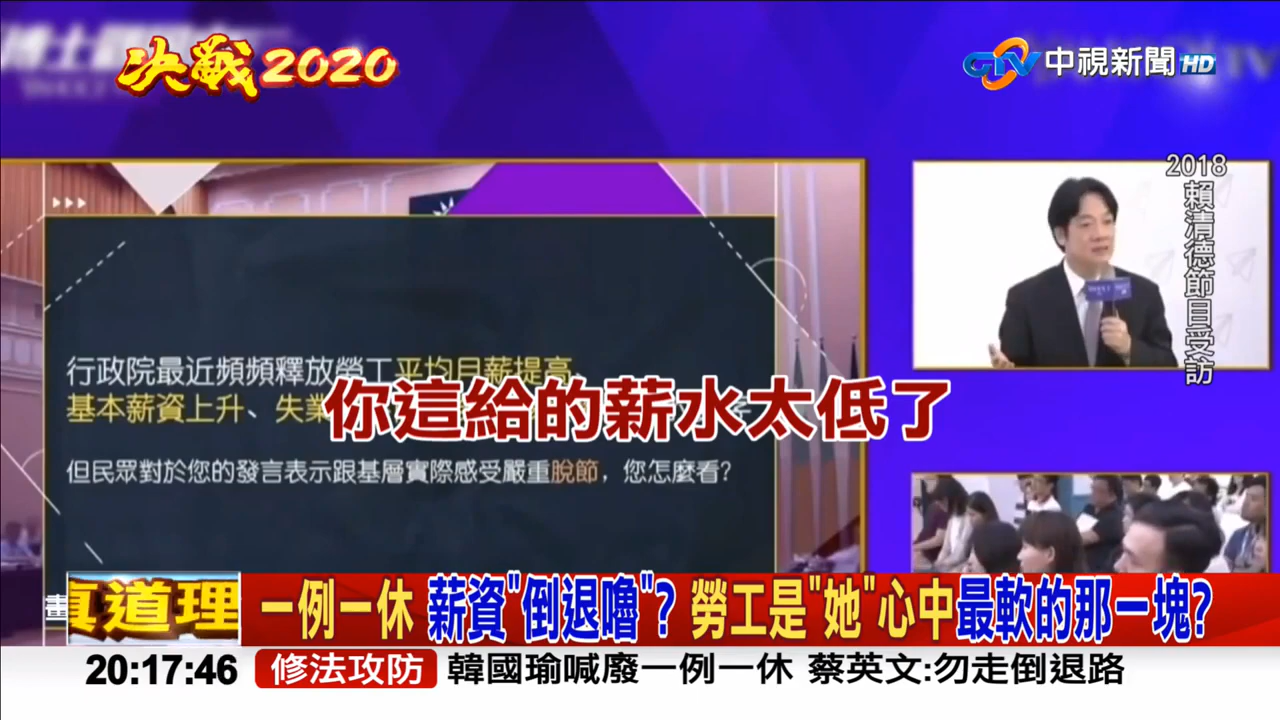 決戰2020
CTV 中視新聞 HD
2018
賴清德節目受訪
行政院最近頻頻釋放勞工平均月薪提高、
基本薪資上升、失業
你這給的薪水太低了
但民眾對於您的發言表示跟基層實際感受嚴重脫節，您怎麼看?
真道理
一例一休 薪資"倒退嚕"? 勞工是"她"心中最軟的那一塊?
20:17:46 修法攻防 韓國瑜喊廢一例一休 蔡英文:勿走倒退路